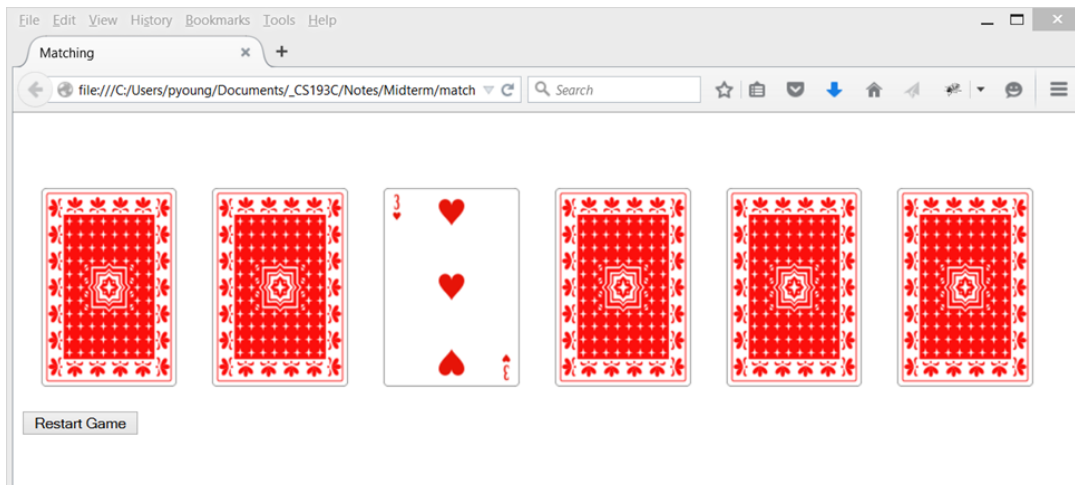 File Edit View History Bookmarks Tools Help
Matching
file:///C:/Users/pyoung/Documents/_CS193C/Notes/Midterm/match
Search
3
3
Restart Game